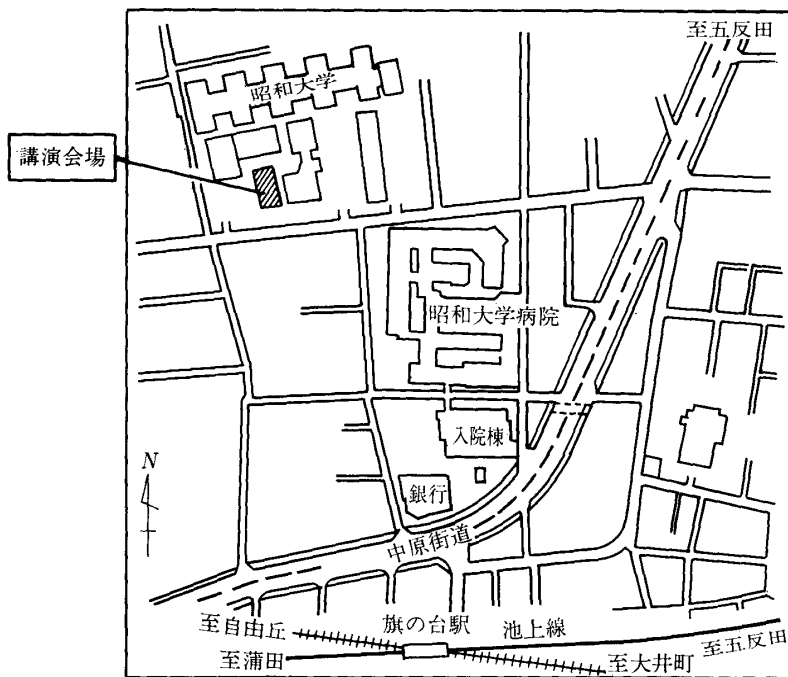 至五反田
昭和大学
講演会場
昭和大学病院
入院棟
N
銀行
中原街道
至自由丘
旗の台駅
池上線
至五反田
至蒲田
至大井町